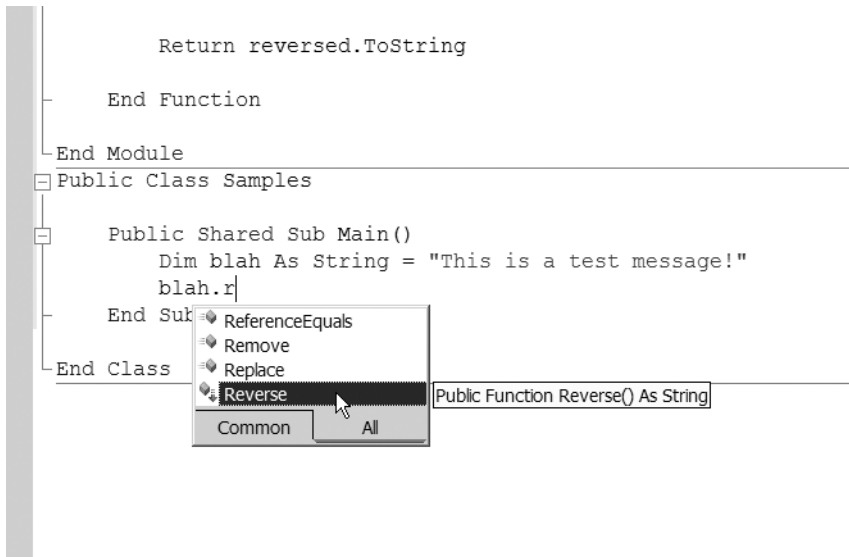 Return reversed.ToString
End Function
End Module
Public Class Samples
Public Shared Sub Main()
Dim blah As String = "This is a test message!"
blah.r
End Sub
ReferenceEquals
Remove
End Class
Replace
Reverse
Public Function Reverse() As String
Common All